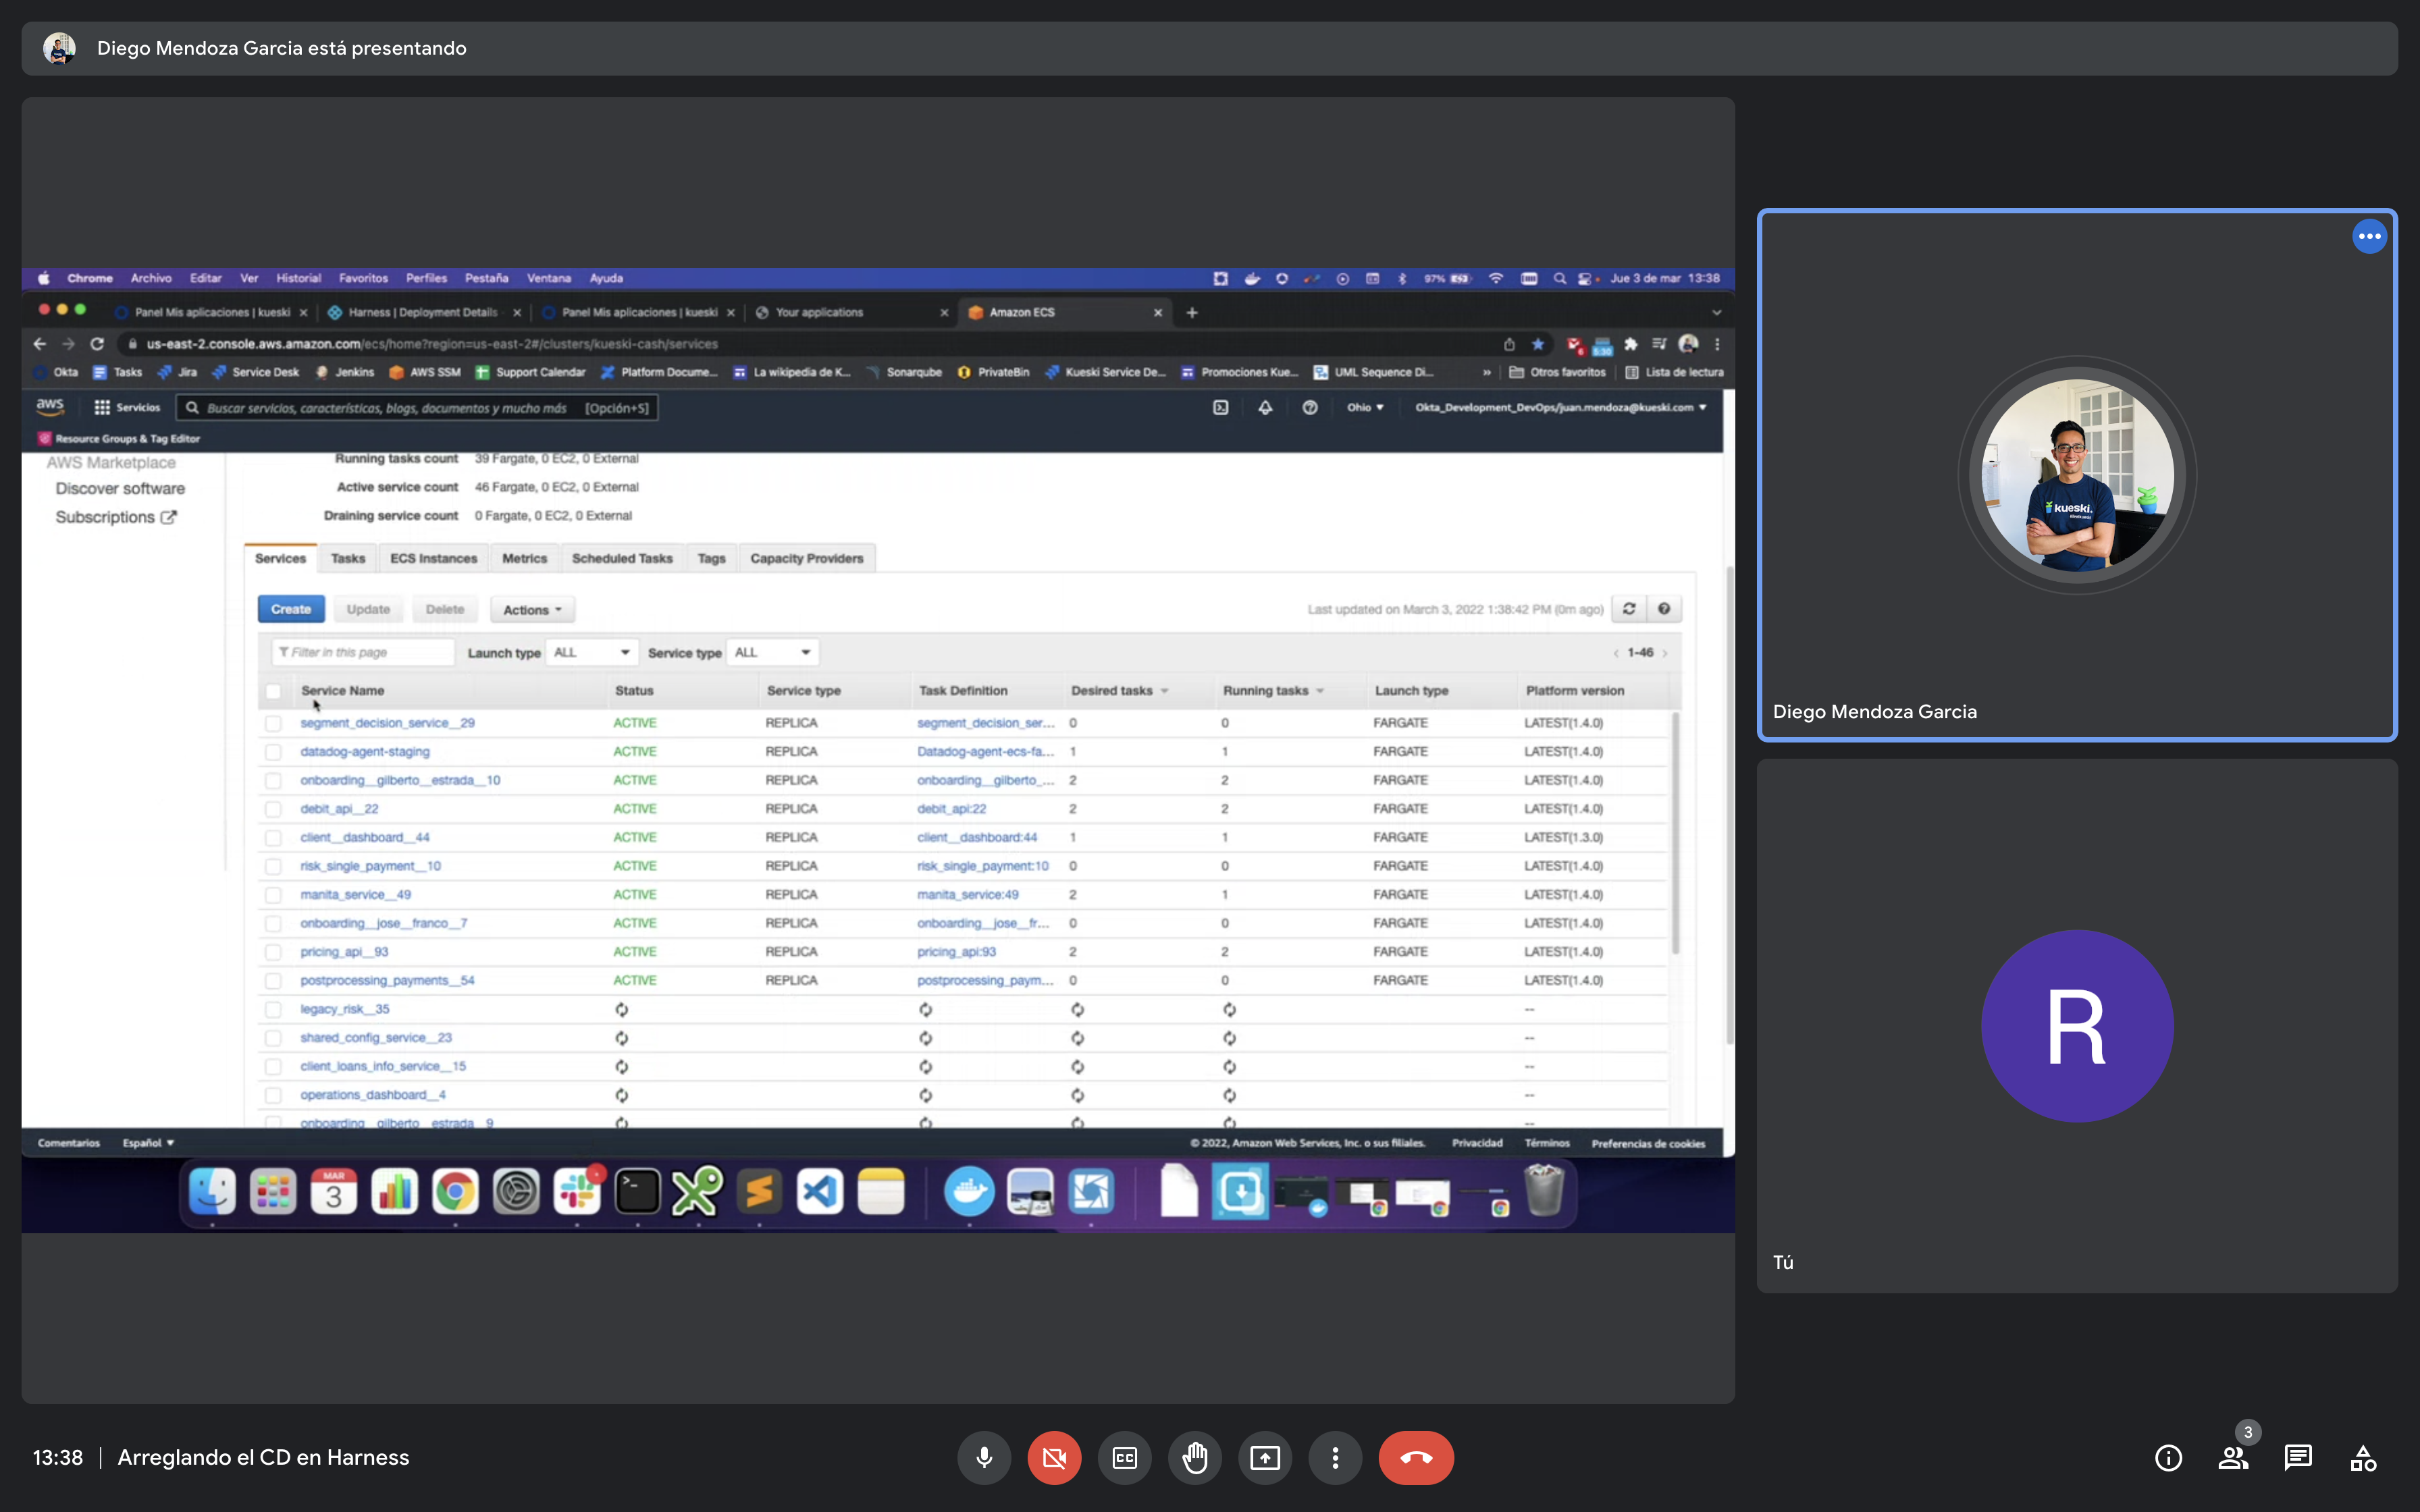 Diego Mendoza Garcia está presentando
Chrome Archivo Editar Ver Historial Favoritos Perfiles Pestaña Ventana Ayuda 97% Jue 3 de mar 13:38
Panel Mis aplicaciones | kueski Harness | Deployment Details Panel Mis aplicaciones | kueski Your applications Amazon ECS
us-east-2.console.aws.amazon.com/ecs/home?region=us-east-2#/clusters/kueski-cash/services
Okta Tasks Jira Service Desk Jenkins AWS SSM Support Calendar Platform Docume... La wikipedia de K... Sonarqube PrivateBin Kueski Service De... Promociones Kue... UML Sequence Di... » Otros favoritos Lista de lectura
aws Servicios Buscar servicios, características, blogs, documentos y mucho más [Opción+S] Ohio Okta_Development_DevOps/juan.mendoza@kueski.com
Resource Groups & Tag Editor
AWS Marketplace
Discover software
Subscriptions
Running tasks count 39 Fargate, 0 EC2, 0 External
Active service count 46 Fargate, 0 EC2, 0 External
Draining service count 0 Fargate, 0 EC2, 0 External
Services Tasks ECS Instances Metrics Scheduled Tasks Tags Capacity Providers
Create Update Delete Actions Last updated on March 3, 2022 1:38:42 PM (0m ago)
Filter in this page Launch type ALL Service type ALL 1-46
Service Name Status Service type Task Definition Desired tasks Running tasks Launch type Platform version
segment_decision_service__29 ACTIVE REPLICA segment_decision_ser... 0 0 FARGATE LATEST(1.4.0)
datadog-agent-staging ACTIVE REPLICA Datadog-agent-ecs-fa... 1 1 FARGATE LATEST(1.4.0)
onboarding__gilberto__estrada__10 ACTIVE REPLICA onboarding__gilberto_... 2 2 FARGATE LATEST(1.4.0)
debit_api__22 ACTIVE REPLICA debit_api:22 2 2 FARGATE LATEST(1.4.0)
client__dashboard__44 ACTIVE REPLICA client__dashboard:44 1 1 FARGATE LATEST(1.3.0)
risk_single_payment__10 ACTIVE REPLICA risk_single_payment:10 0 0 FARGATE LATEST(1.4.0)
manita_service__49 ACTIVE REPLICA manita_service:49 2 1 FARGATE LATEST(1.4.0)
onboarding__jose__franco__7 ACTIVE REPLICA onboarding__jose__fr... 0 0 FARGATE LATEST(1.4.0)
pricing_api__93 ACTIVE REPLICA pricing_api:93 2 2 FARGATE LATEST(1.4.0)
postprocessing_payments__54 ACTIVE REPLICA postprocessing_paym... 0 0 FARGATE LATEST(1.4.0)
legacy_risk__35 --
shared_config_service__23 --
client_loans_info_service__15 --
operations_dashboard__4 --
onboarding__gilberto__estrada__9 --
Comentarios Español © 2022, Amazon Web Services, Inc. o sus filiales. Privacidad Términos Preferencias de cookies
MAR
3
kueski.
Diego Mendoza Garcia
R
Tú
13:38 | Arreglando el CD en Harness
CC
3